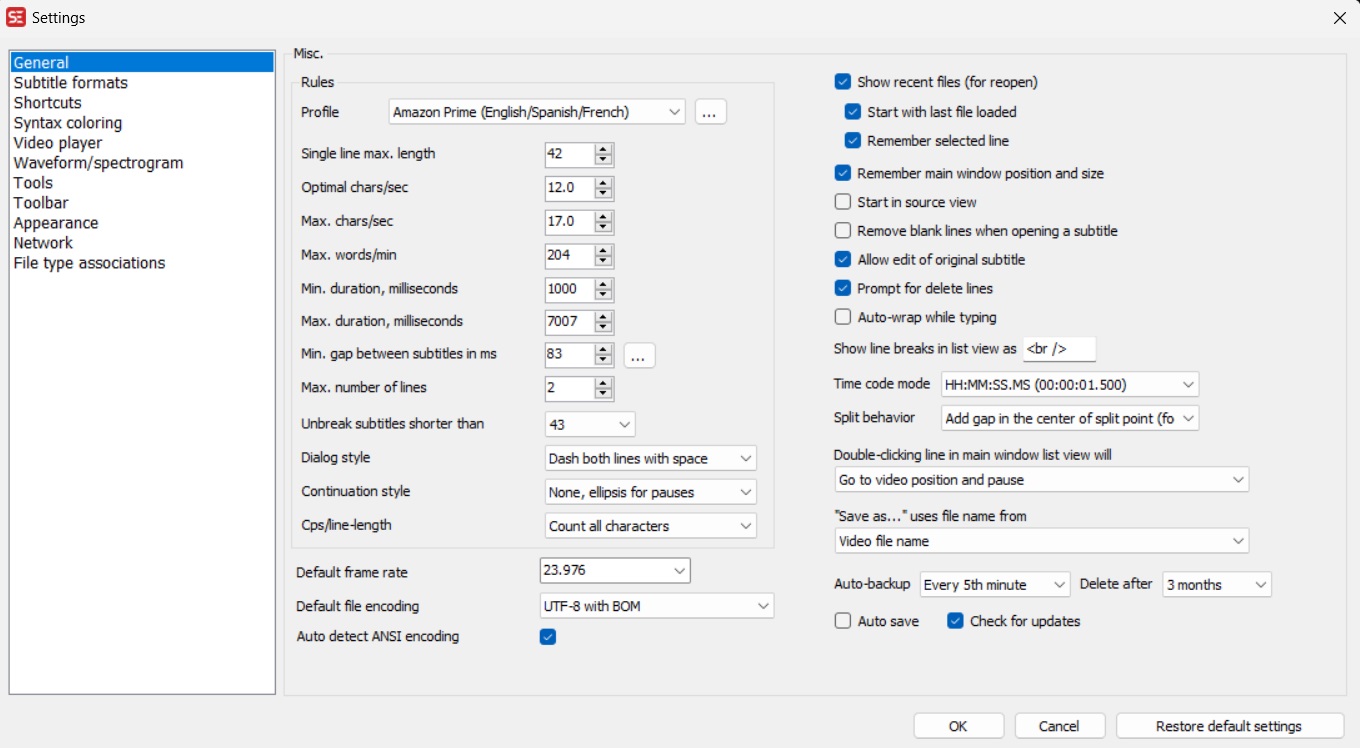 SE Settings
General
Subtitle formats
Shortcuts
Syntax coloring
Video player
Waveform/spectrogram
Tools
Toolbar
Appearance
Network
File type associations
Misc.
Rules
Profile Amazon Prime (English/Spanish/French) ...
Single line max. length 42
Optimal chars/sec 12.0
Max. chars/sec 17.0
Max. words/min 204
Min. duration, milliseconds 1000
Max. duration, milliseconds 7007
Min. gap between subtitles in ms 83 ...
Max. number of lines 2
Unbreak subtitles shorter than 43
Dialog style Dash both lines with space
Continuation style None, ellipsis for pauses
Cps/line-length Count all characters
Default frame rate 23.976
Default file encoding UTF-8 with BOM
Auto detect ANSI encoding
Show recent files (for reopen)
Start with last file loaded
Remember selected line
Remember main window position and size
Start in source view
Remove blank lines when opening a subtitle
Allow edit of original subtitle
Prompt for delete lines
Auto-wrap while typing
Show line breaks in list view as <br />
Time code mode HH:MM:SS.MS (00:00:01.500)
Split behavior Add gap in the center of split point (fo
Double-clicking line in main window list view will
Go to video position and pause
"Save as..." uses file name from
Video file name
Auto-backup Every 5th minute Delete after 3 months
Auto save Check for updates
OK Cancel Restore default settings